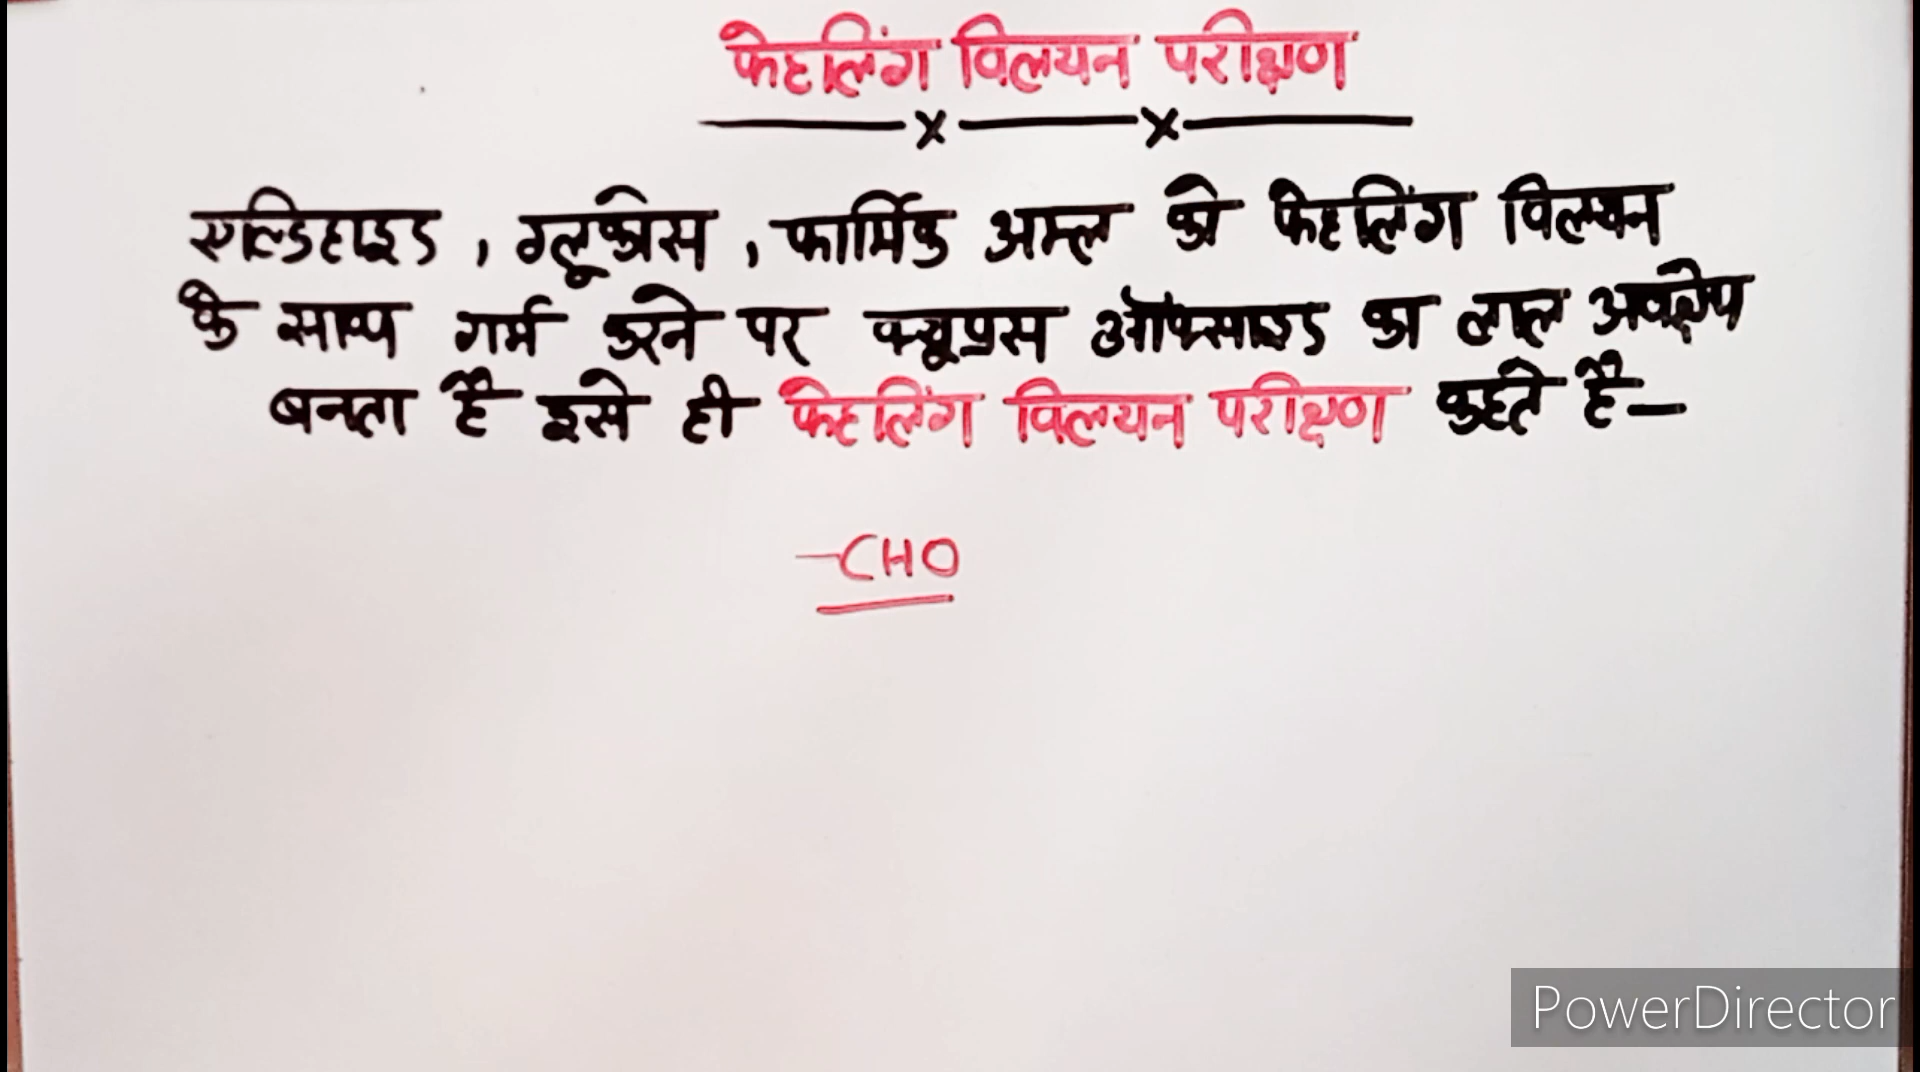 फेहलिंग विलयन परीक्षण
एल्डिहाइड, ग्लूकोस, फार्मिक अम्ल को फेहलिंग विलयन
के साथ गर्म करने पर क्यूप्रस ऑक्साइड का लाल अवक्षेप
बनता है इसे ही फेहलिंग विलयन परीक्षण कहते है-
-CHO
PowerDirector